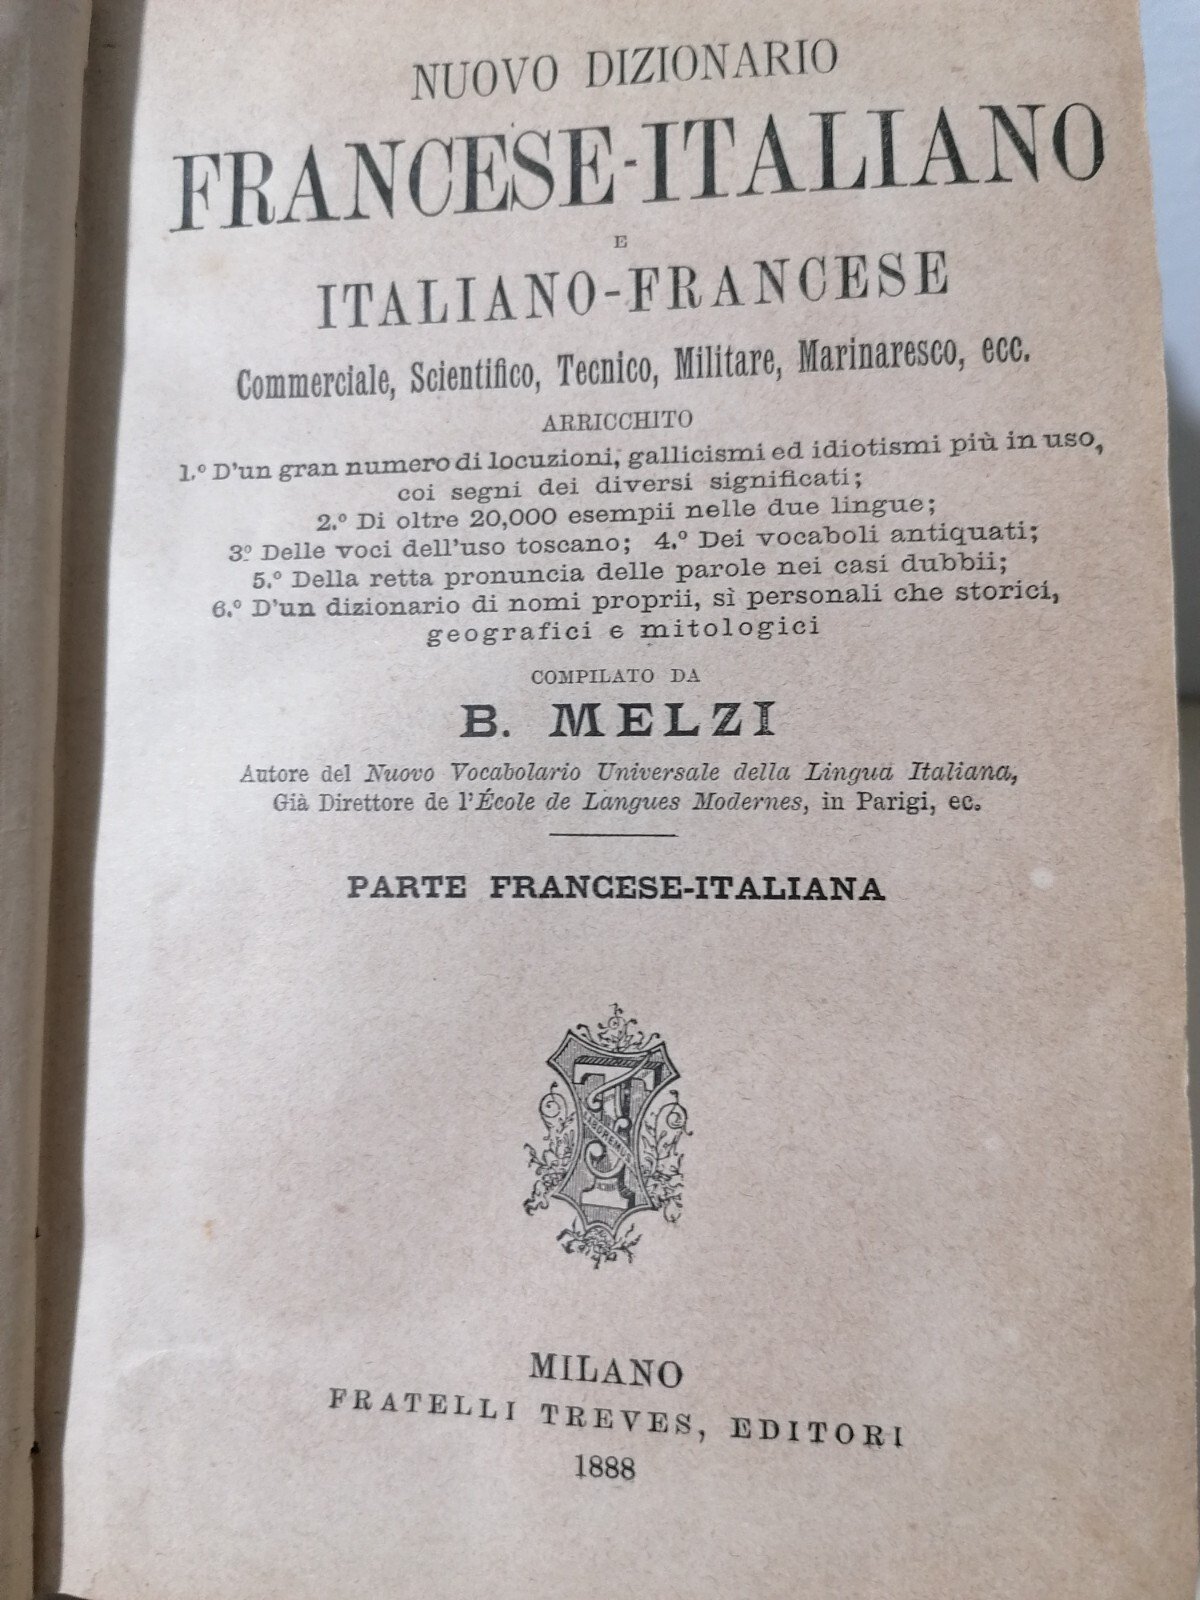 NUOVO DIZIONARIO
FRANCESE-ITALIANO
E
ITALIANO-FRANCESE
Commerciale, Scientifico, Tecnico, Militare, Marinaresco, ecc.
ARRICCHITO
1.º D'un gran numero di locuzioni, gallicismi ed idiotismi più in uso,
coi segni dei diversi significati;
2.º Di oltre 20,000 esempii nelle due lingue;
3º Delle voci dell'uso toscano; 4.º Dei vocaboli antiquati;
5.º Della retta pronuncia delle parole nei casi dubbii;
6.º D'un dizionario di nomi proprii, sì personali che storici,
geografici e mitologici
COMPILATO DA
B. MELZI
Autore del Nuovo Vocabolario Universale della Lingua Italiana,
Già Direttore de l'École de Langues Modernes, in Parigi, ec.
PARTE FRANCESE-ITALIANA
LABOREMUS
MILANO
FRATELLI TREVES, EDITORI
1888